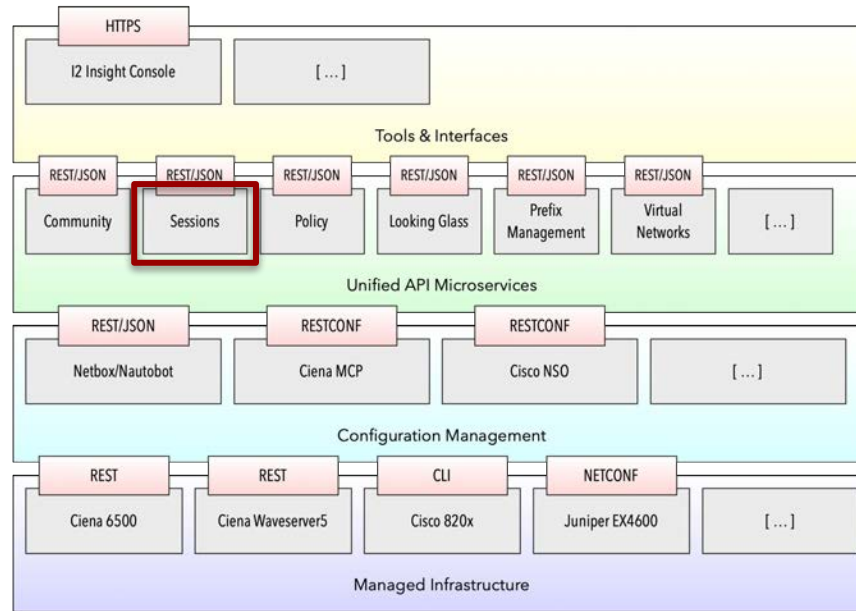 HTTPS
I2 Insight Console
[ ... ]
Tools & Interfaces
REST/JSON REST/JSON REST/JSON REST/JSON REST/JSON REST/JSON
Community Sessions Policy Looking Glass Prefix Management Virtual Networks [ ... ]
Unified API Microservices
REST/JSON RESTCONF RESTCONF
Netbox/Nautobot Ciena MCP Cisco NSO [ ... ]
Configuration Management
REST REST CLI NETCONF
Ciena 6500 Ciena Waveserver5 Cisco 820x Juniper EX4600 [ ... ]
Managed Infrastructure